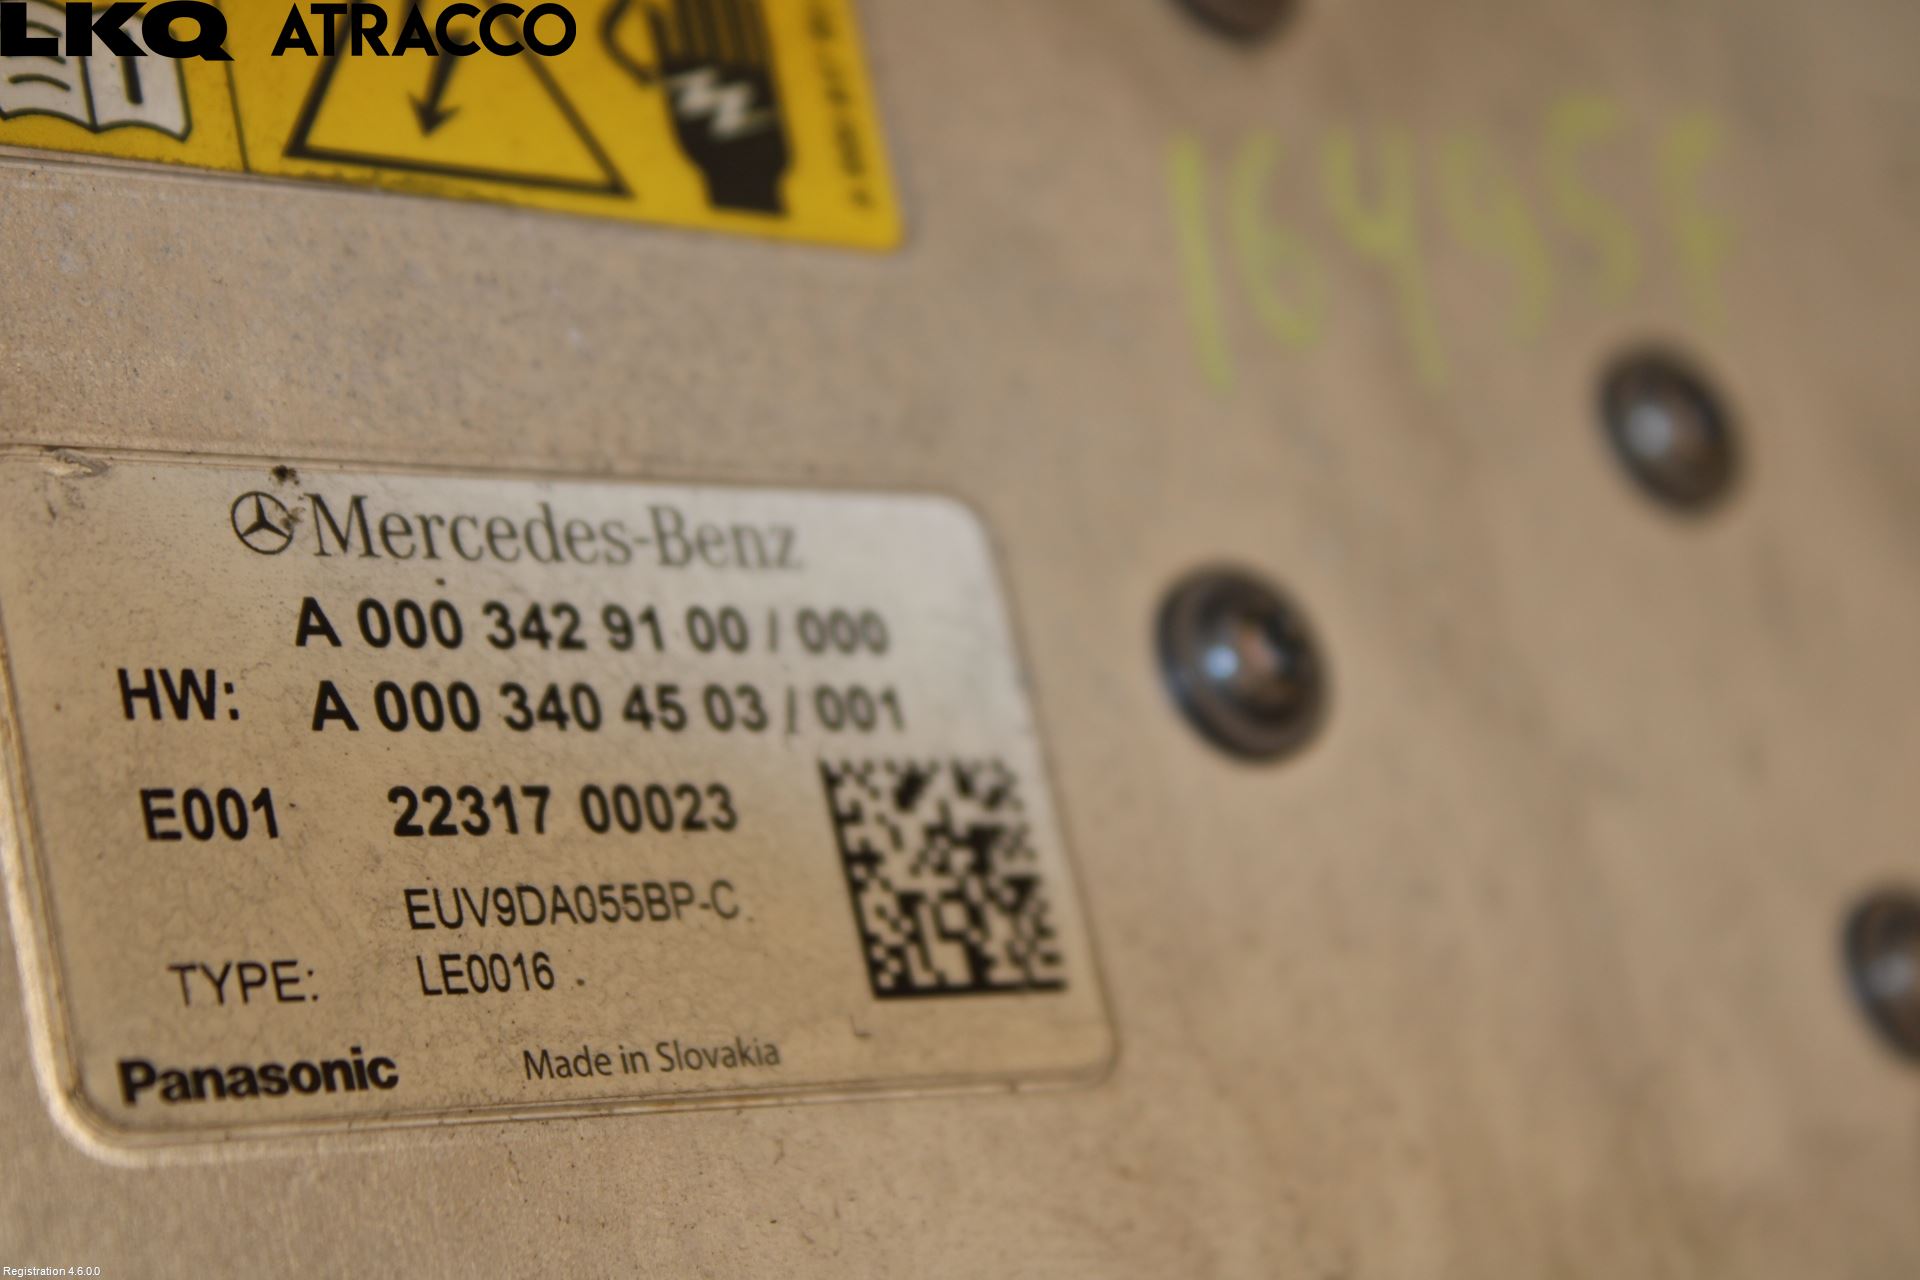 LKQ ATRACCO
Mercedes-Benz
A 000 342 91 00 / 000
HW: A 000 340 45 03 / 001
E001 22317 00023
EUV9DA055BP-C
TYPE: LE0016
Panasonic Made in Slovakia
Registration 4.6.0.0